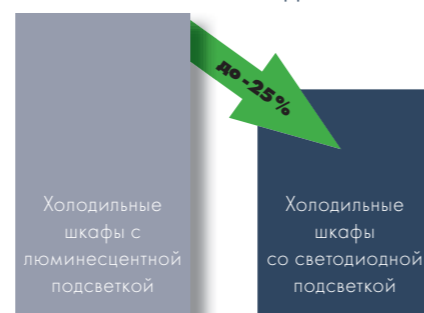 до -25%
Холодильные
шкафы с
люминесцентной
подсветкой
Холодильные
шкафы
со светодиодной
подсветкой